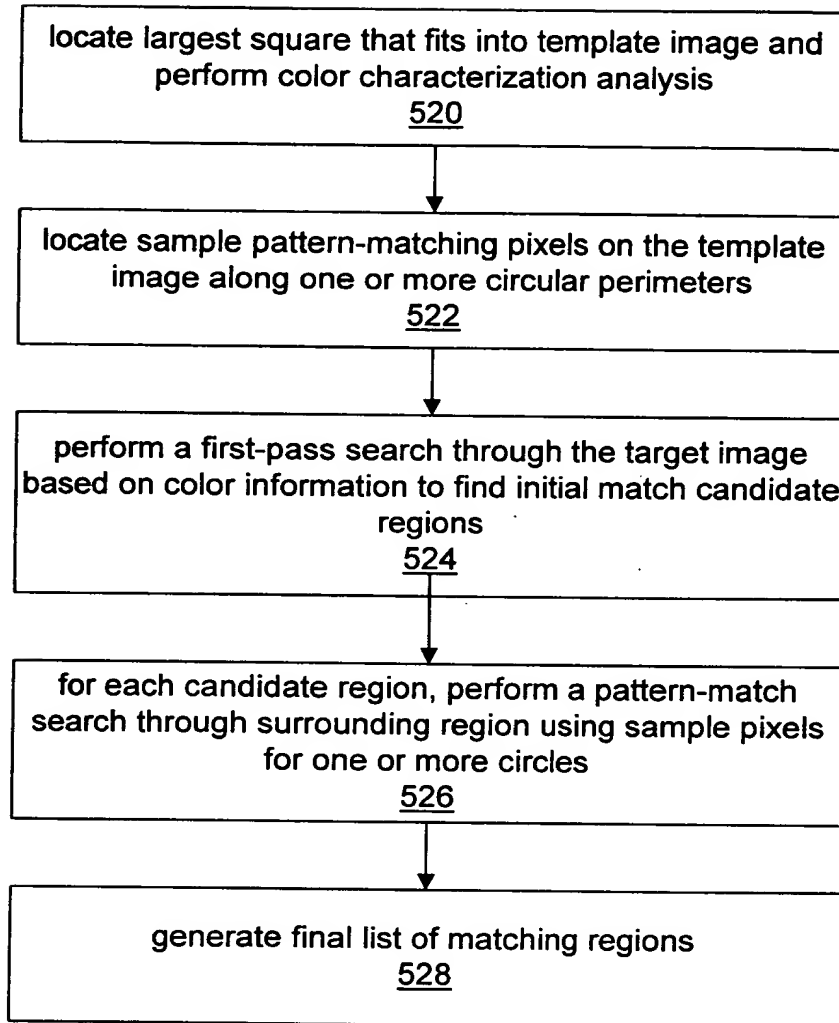 locate largest square that fits into template image and
perform color characterization analysis
520
locate sample pattern-matching pixels on the template
image along one or more circular perimeters
522
perform a first-pass search through the target image
based on color information to find initial match candidate
regions
524
for each candidate region, perform a pattern-match
search through surrounding region using sample pixels
for one or more circles
526
generate final list of matching regions
528